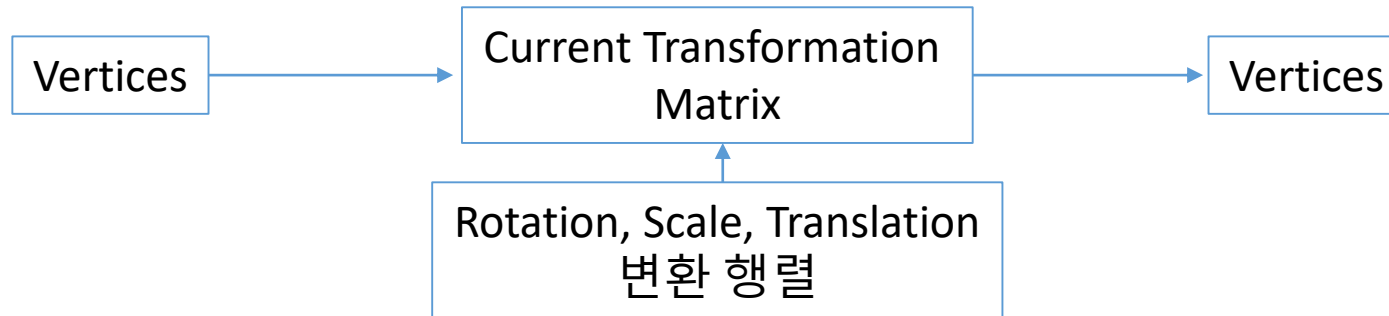 Vertices
Current Transformation
Matrix
Vertices
Rotation, Scale, Translation
변환 행렬